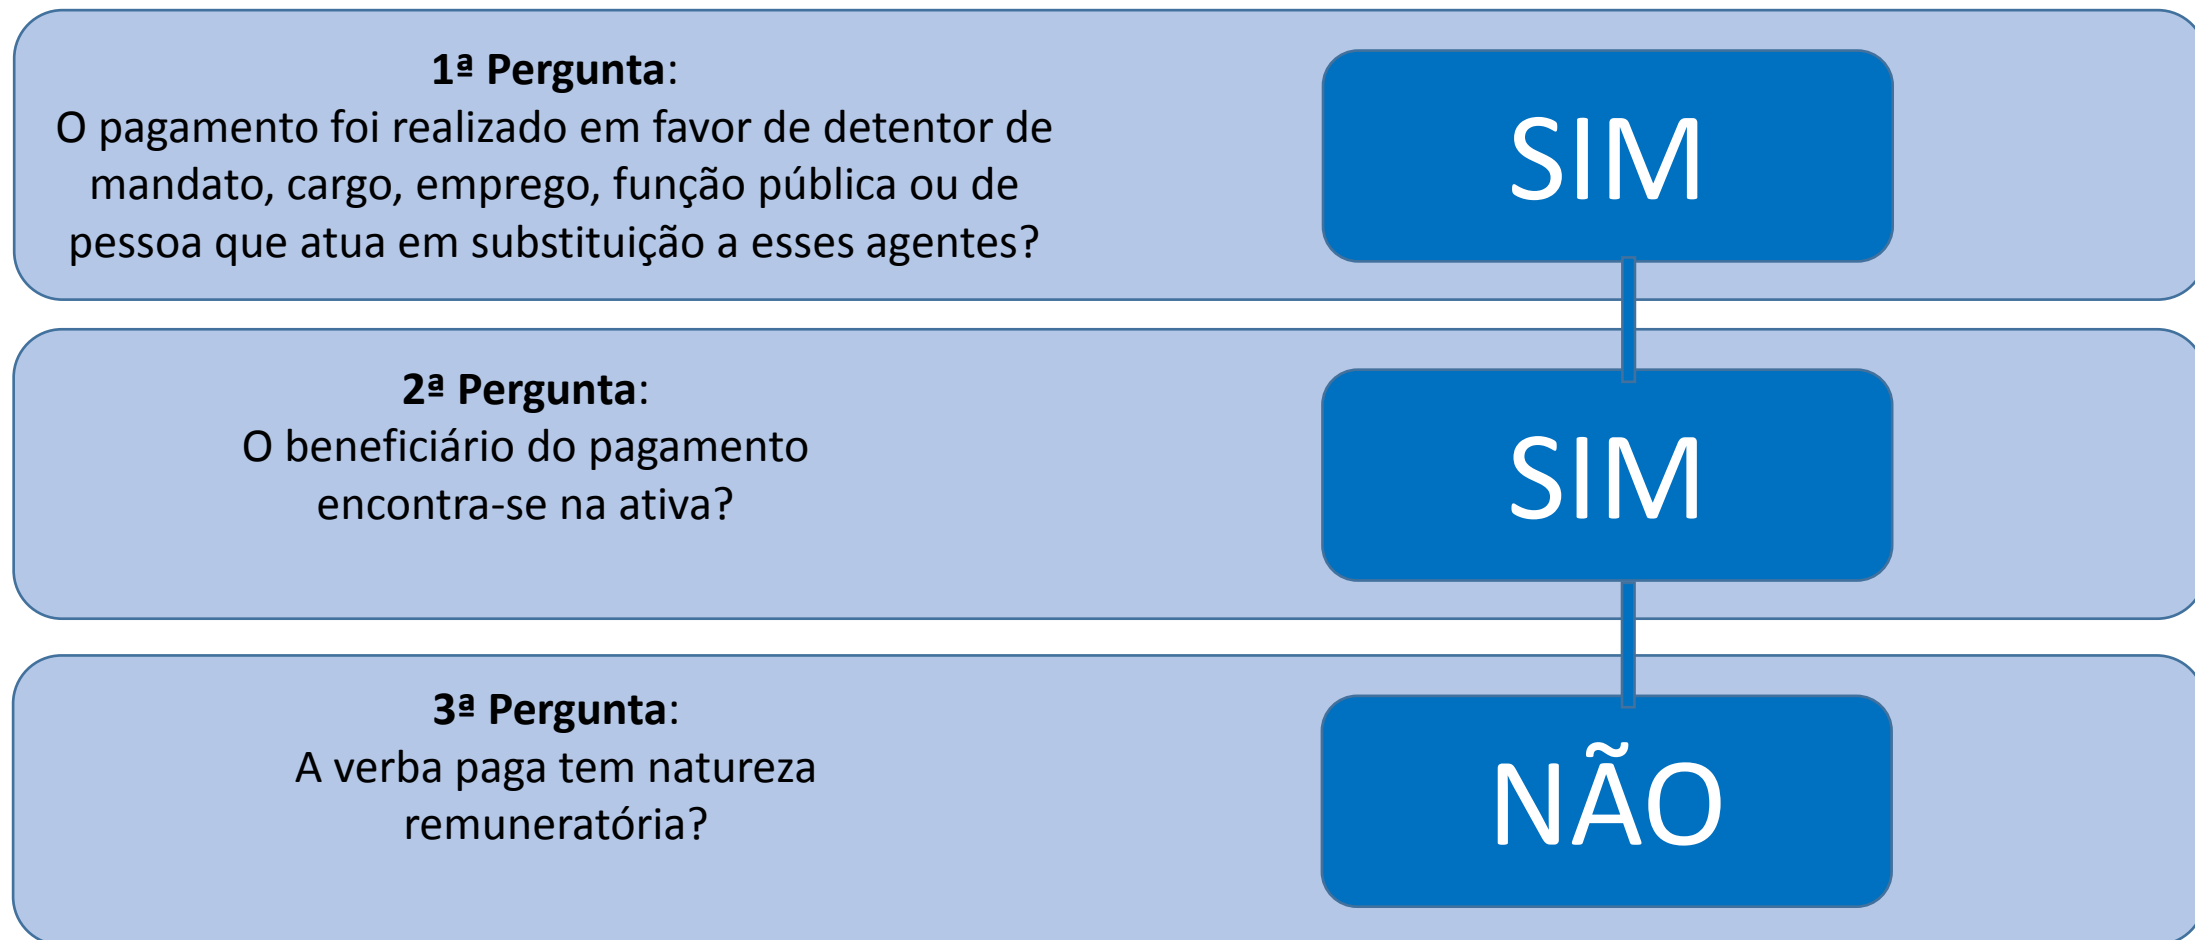 1ª Pergunta:
O pagamento foi realizado em favor de detentor de
mandato, cargo, emprego, função pública ou de
pessoa que atua em substituição a esses agentes?
SIM
2ª Pergunta:
O beneficiário do pagamento
encontra-se na ativa?
SIM
3ª Pergunta:
A verba paga tem natureza
remuneratória?
NÃO